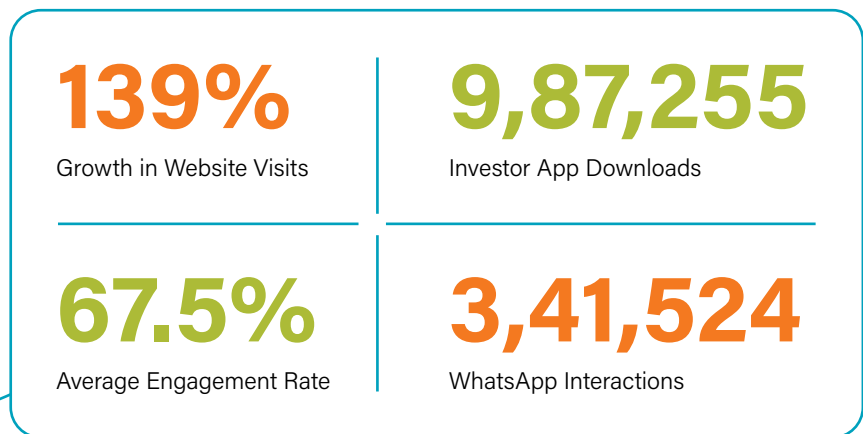 139%
Growth in Website Visits
9,87,255
Investor App Downloads
67.5%
Average Engagement Rate
3,41,524
WhatsApp Interactions